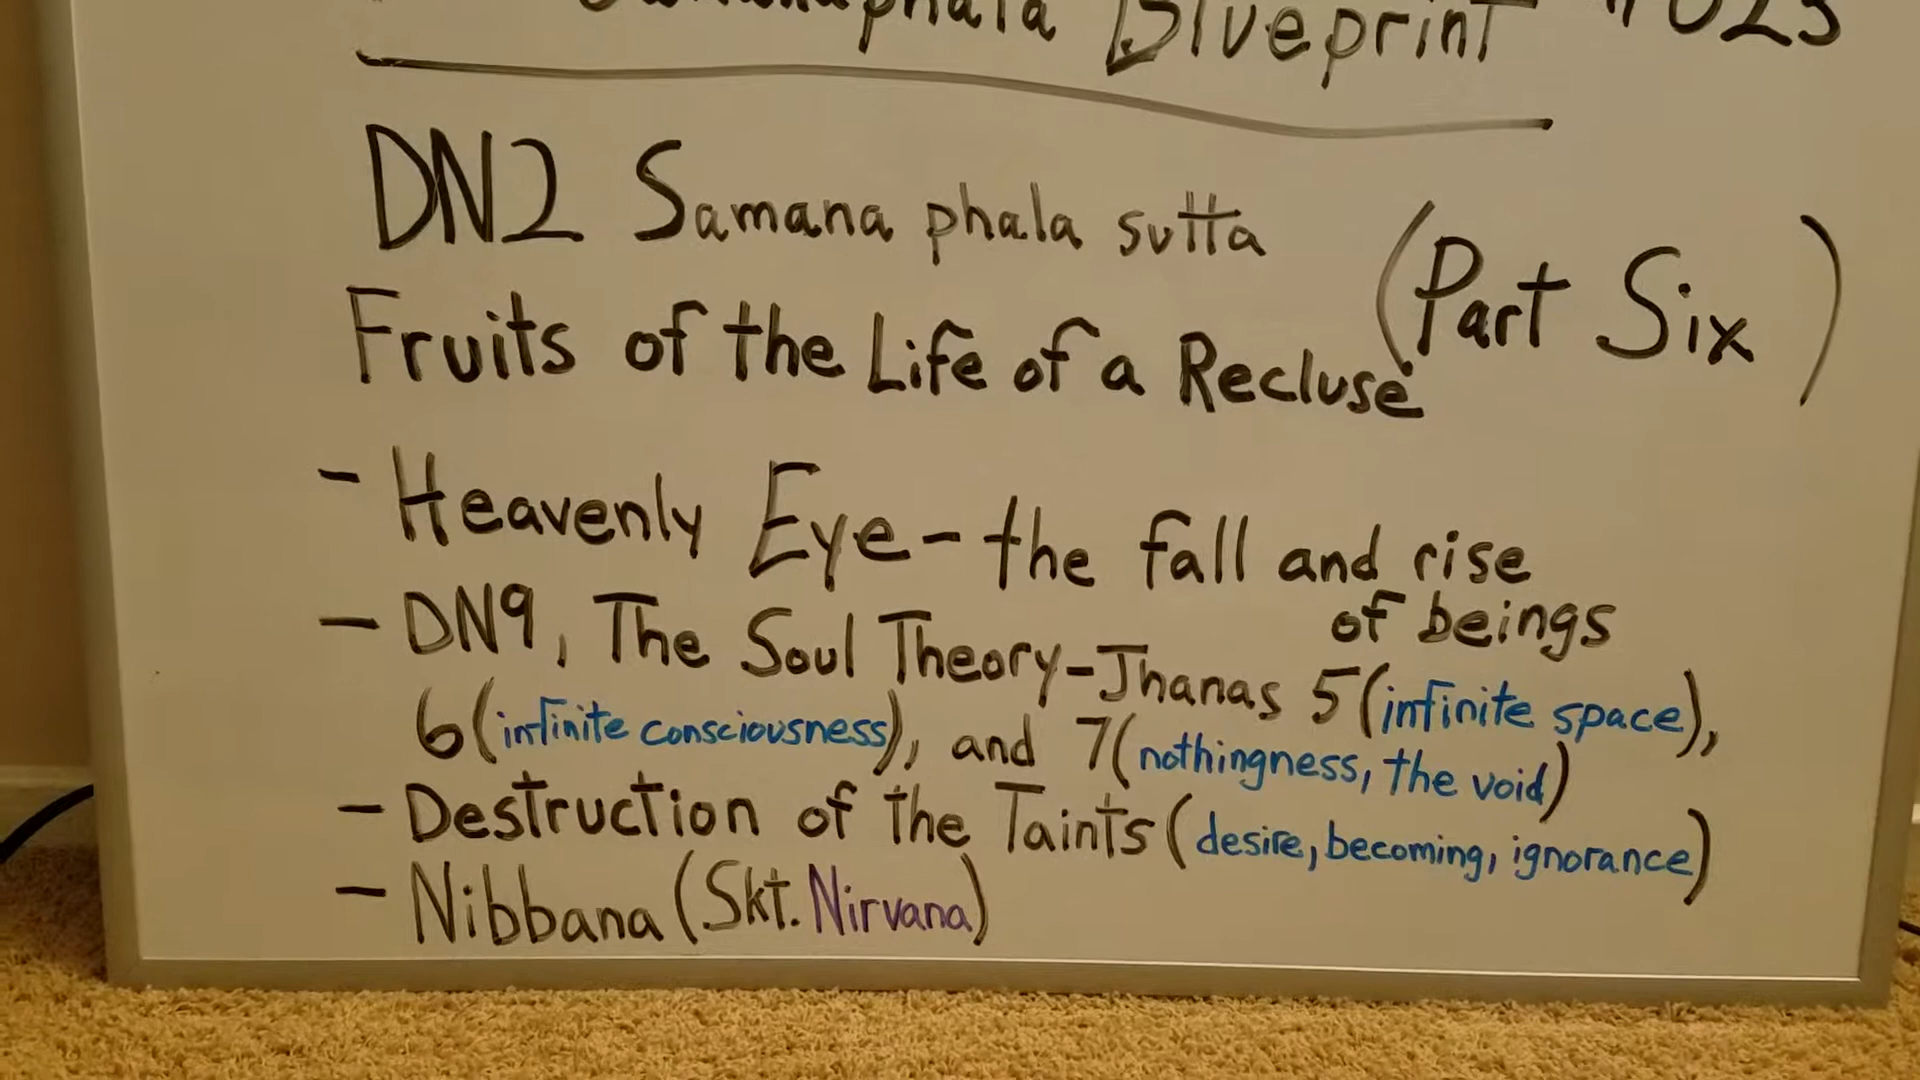 Samanaphala Blueprint #023
DN2 Samana phala sutta
(Part Six)
Fruits of the Life of a Recluse
- Heavenly Eye - the fall and rise
of beings
- DN9, The Soul Theory - Jhanas 5 (infinite space),
6 (infinite consciousness), and 7 (nothingness, the void)
- Destruction of the Taints (desire, becoming, ignorance)
- Nibbana (Skt. Nirvana)